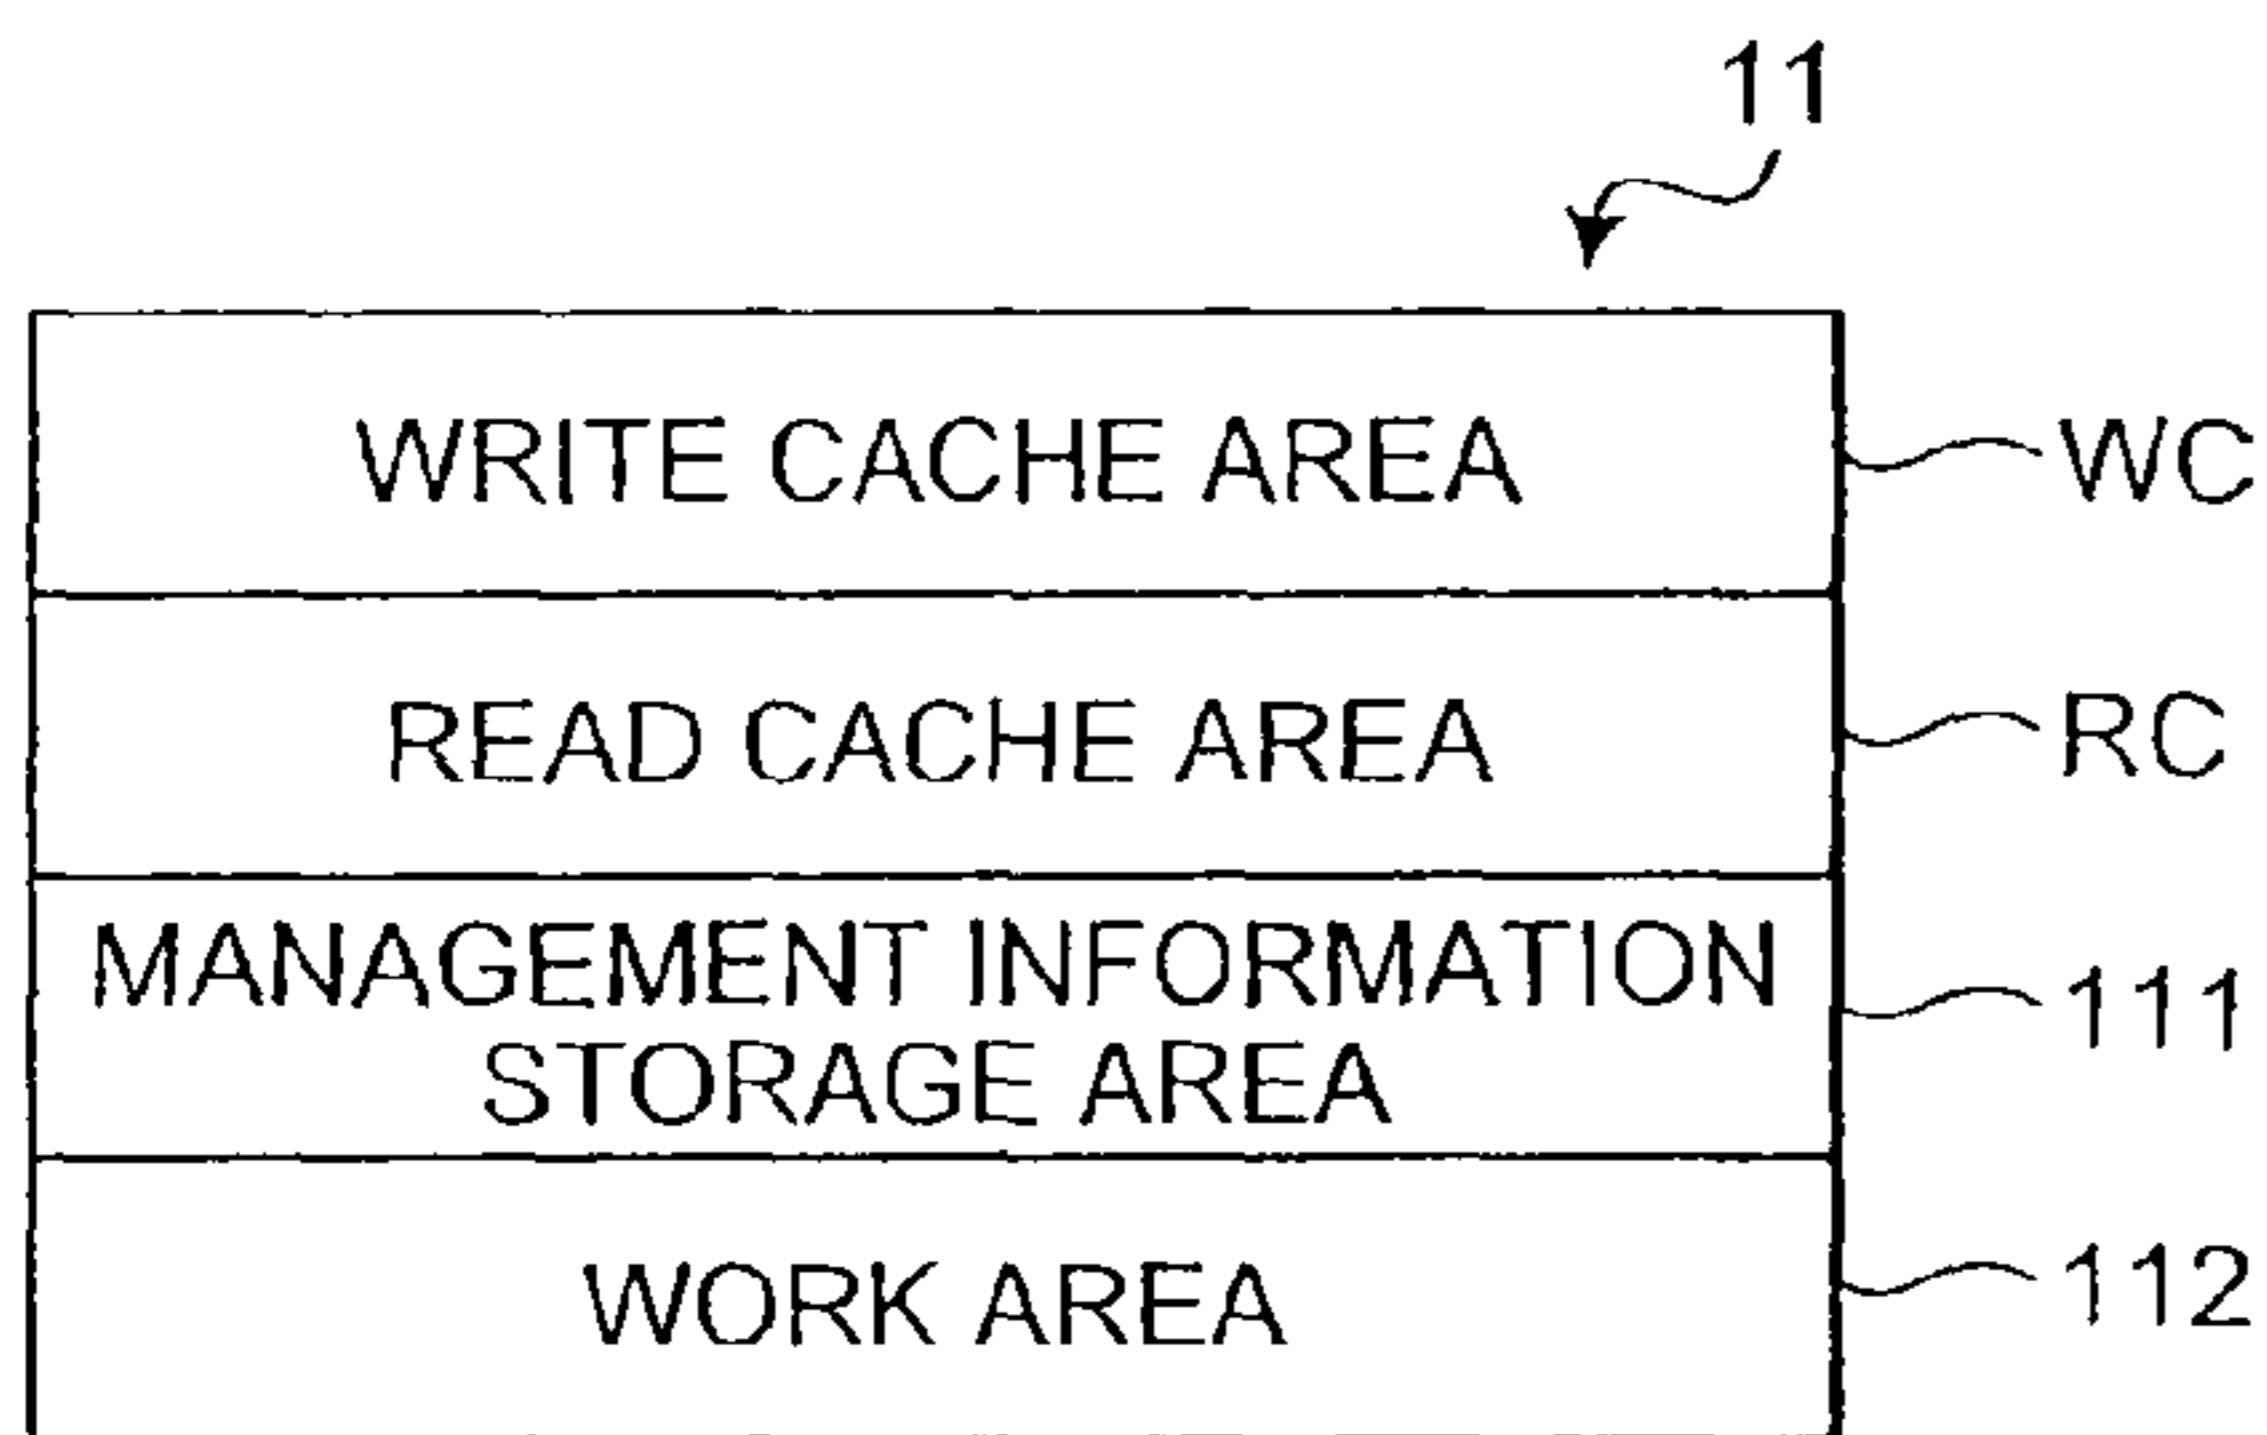 11
WRITE CACHE AREA
WC
READ CACHE AREA
RC
MANAGEMENT INFORMATION
STORAGE AREA
111
WORK AREA
112